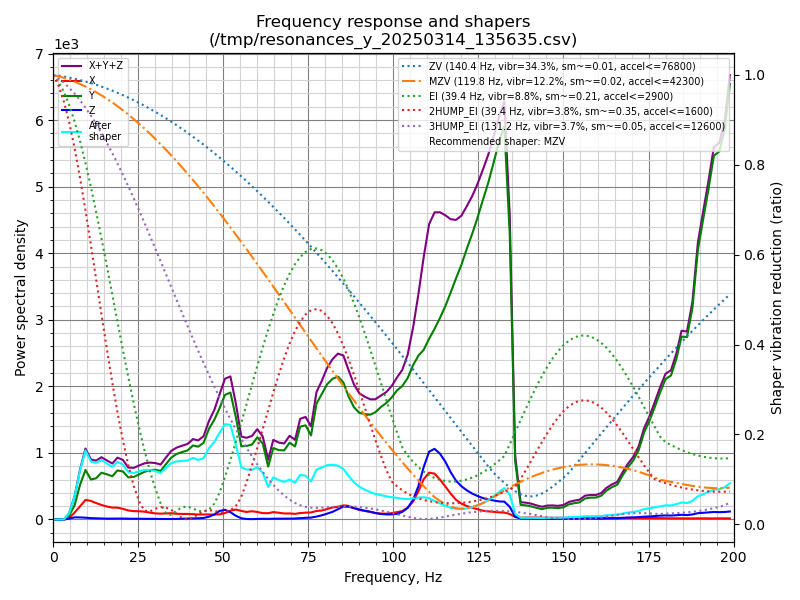 Frequency response and shapers
(/tmp/resonances_y_20250314_135635.csv)
1e3
7
6
5
4
3
2
1
0
Power spectral density
X+Y+Z
X
Y
Z
After
shaper
ZV (140.4 Hz, vibr=34.3%, sm~=0.01, accel<=76800)
MZV (119.8 Hz, vibr=12.2%, sm~=0.02, accel<=42300)
EI (39.4 Hz, vibr=8.8%, sm~=0.21, accel<=2900)
2HUMP_EI (39.4 Hz, vibr=3.8%, sm~=0.35, accel<=1600)
3HUMP_EI (131.2 Hz, vibr=3.7%, sm~=0.05, accel<=12600)
Recommended shaper: MZV
1.0
0.8
0.6
0.4
0.2
0.0
Shaper vibration reduction (ratio)
0 25 50 75 100 125 150 175 200
Frequency, Hz